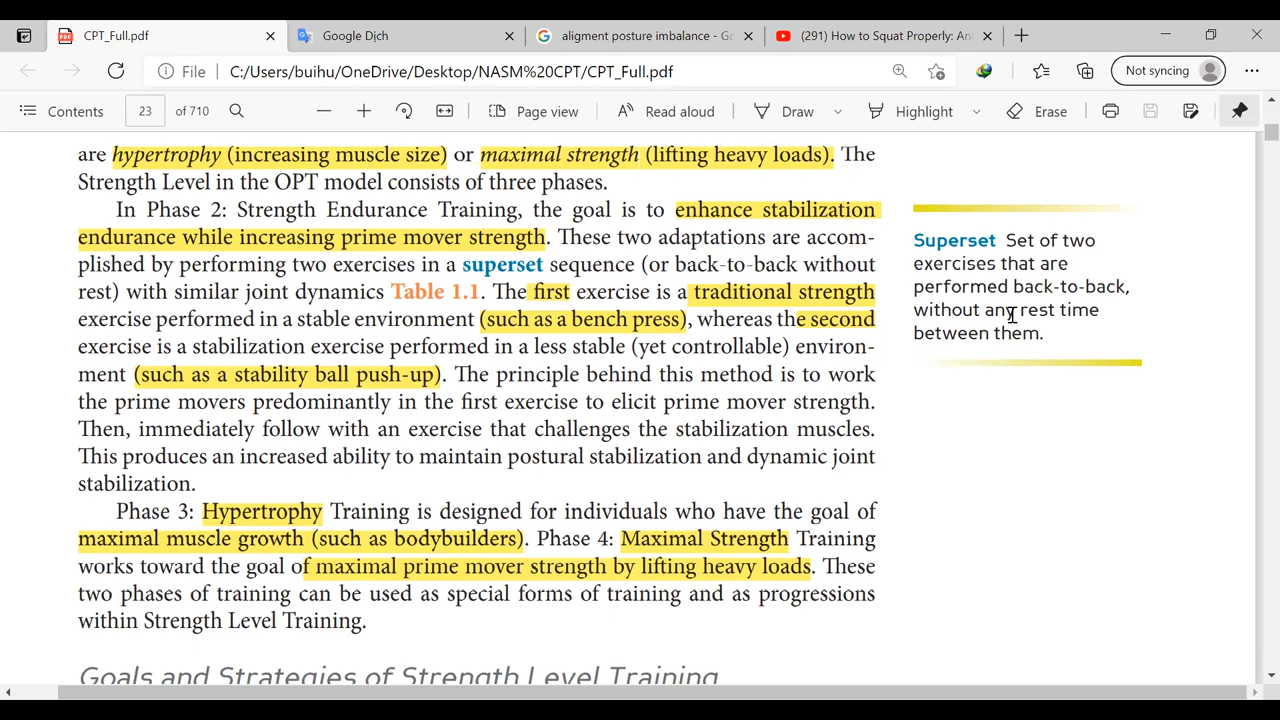 CPT_Full.pdf
Google Dịch
aligment posture imbalance - Go
(291) How to Squat Properly: An
File
C:/Users/buihu/OneDrive/Desktop/NASM%20CPT/CPT_Full.pdf
Not syncing
Contents
23
of 710
Page view
Read aloud
Draw
Highlight
Erase
are hypertrophy (increasing muscle size) or maximal strength (lifting heavy loads). The
Strength Level in the OPT model consists of three phases.
In Phase 2: Strength Endurance Training, the goal is to enhance stabilization
endurance while increasing prime mover strength. These two adaptations are accom-
plished by performing two exercises in a superset sequence (or back-to-back without
rest) with similar joint dynamics Table 1.1. The first exercise is a traditional strength
exercise performed in a stable environment (such as a bench press), whereas the second
exercise is a stabilization exercise performed in a less stable (yet controllable) environ-
ment (such as a stability ball push-up). The principle behind this method is to work
the prime movers predominantly in the first exercise to elicit prime mover strength.
Then, immediately follow with an exercise that challenges the stabilization muscles.
This produces an increased ability to maintain postural stabilization and dynamic joint
stabilization.
Phase 3: Hypertrophy Training is designed for individuals who have the goal of
maximal muscle growth (such as bodybuilders). Phase 4: Maximal Strength Training
works toward the goal of maximal prime mover strength by lifting heavy loads. These
two phases of training can be used as special forms of training and as progressions
within Strength Level Training.
Goals and Strategies of Strength Level Training
Superset Set of two
exercises that are
performed back-to-back,
without any rest time
between them.